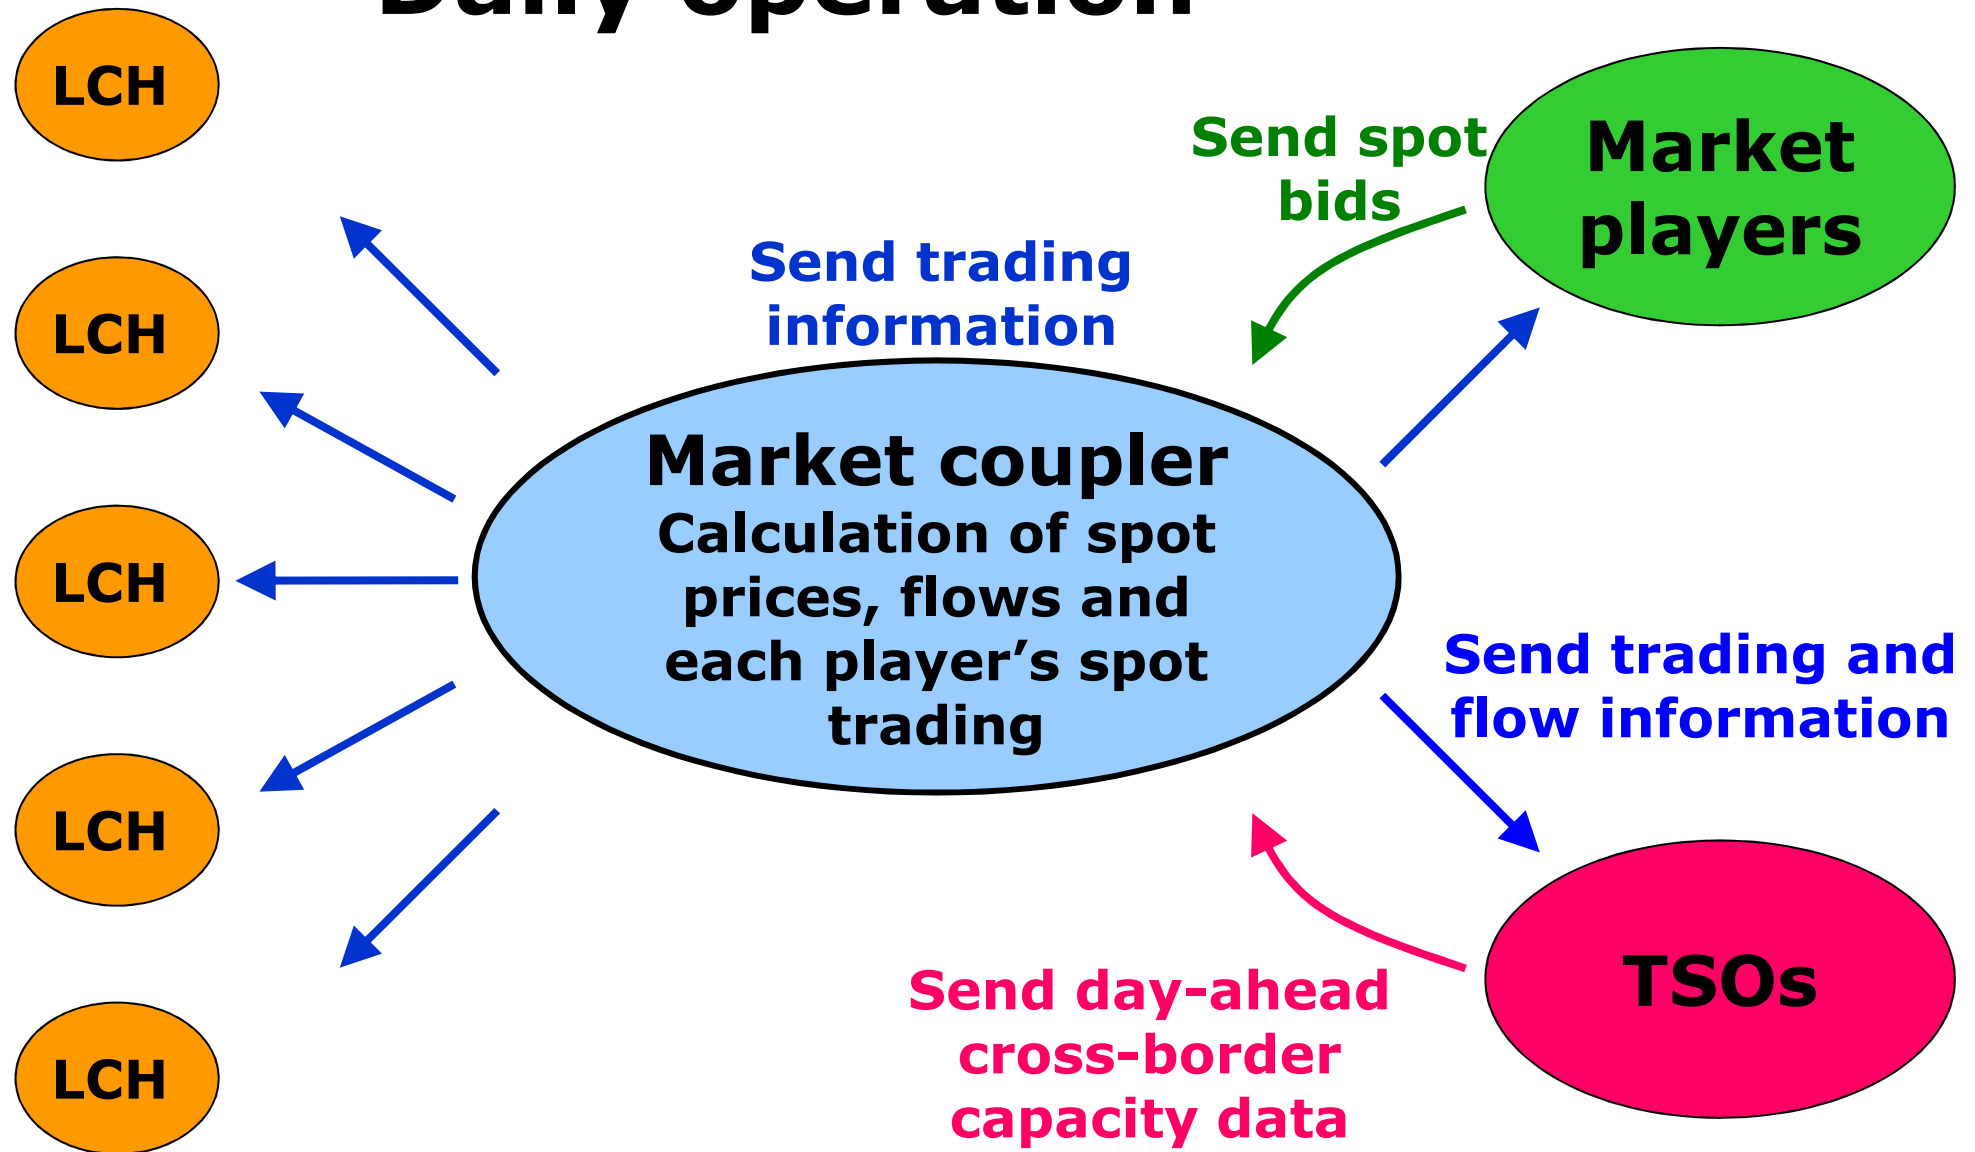 Daily operation
LCH
LCH
LCH
LCH
LCH
Send trading
information
Send spot
bids
Market
players
Market coupler
Calculation of spot
prices, flows and
each player’s spot
trading
Send trading and
flow information
Send day-ahead
cross-border
capacity data
TSOs